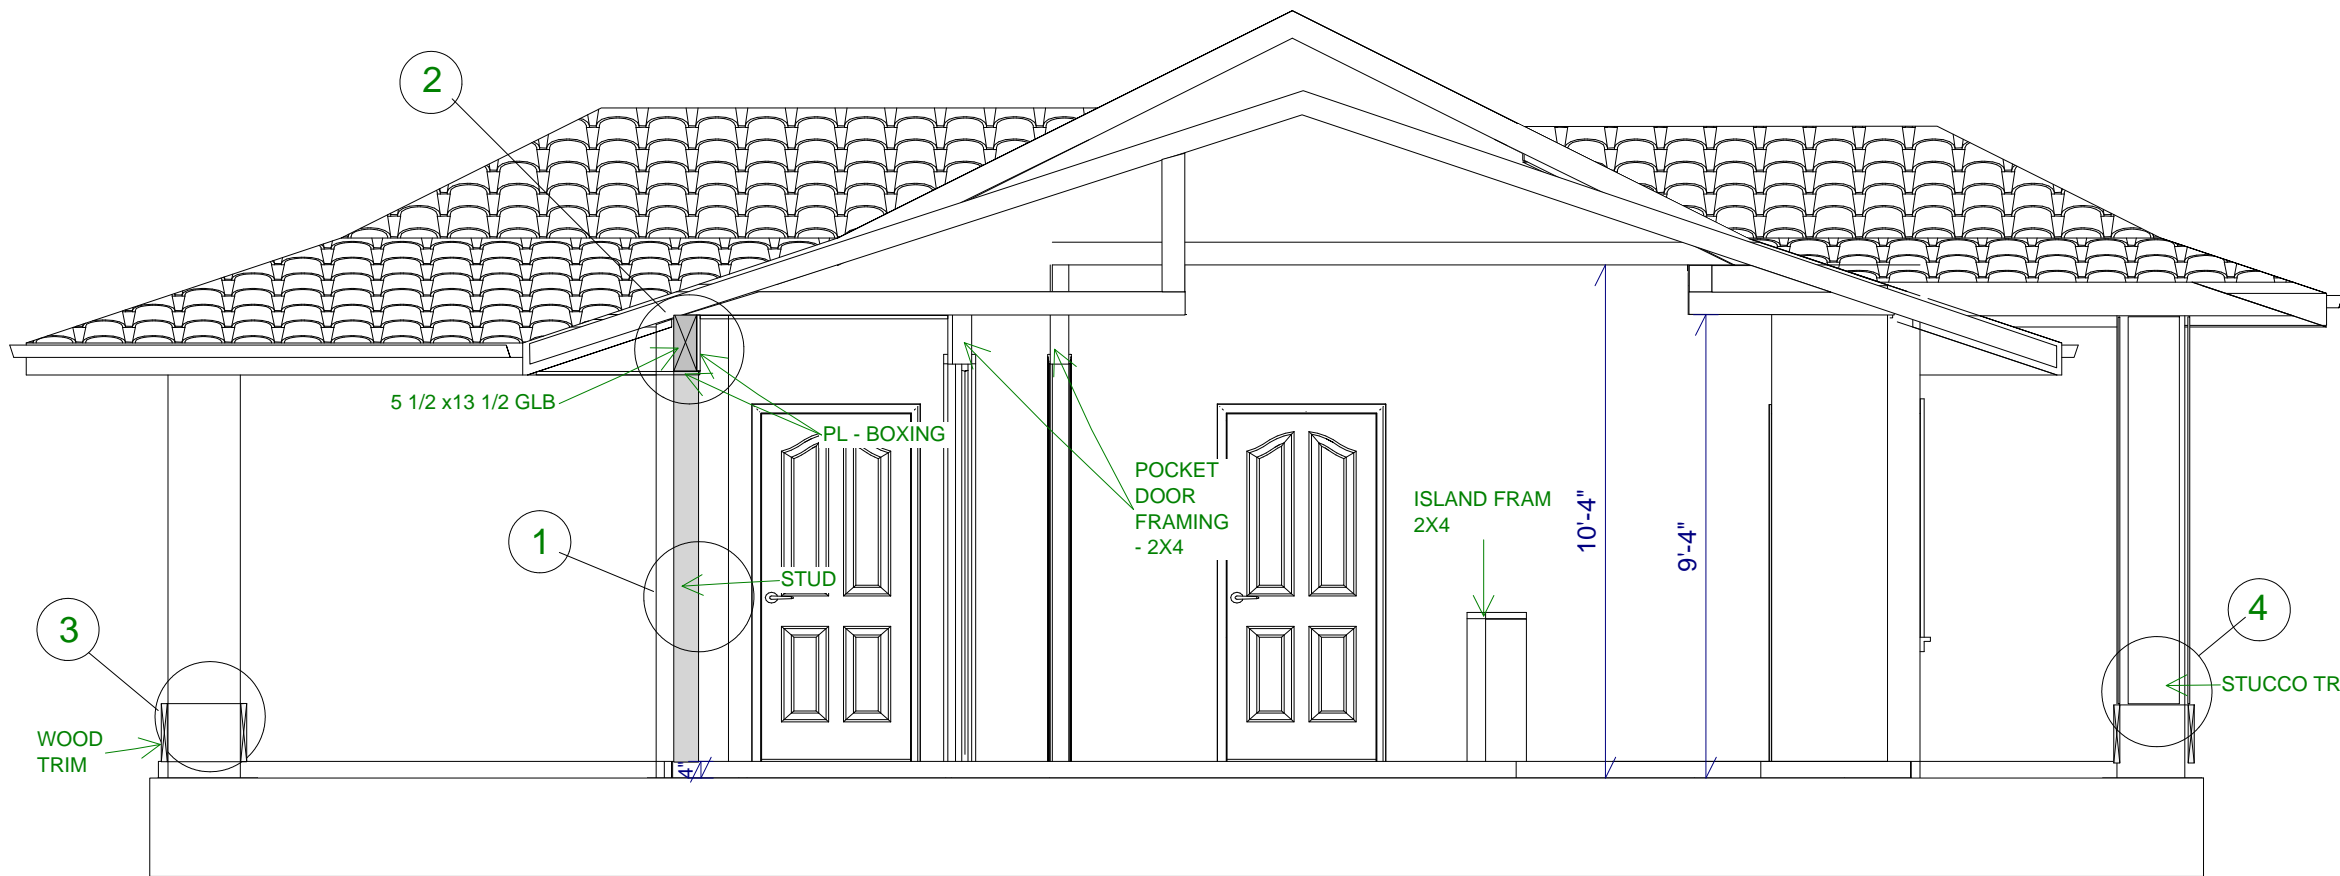 2
5 1/2 x13 1/2 GLB
PL - BOXING
POCKET
DOOR
FRAMING
- 2X4
ISLAND FRAM
2X4
10'-4"
9'-4"
1
STUD
3
4
WOOD
TRIM
STUCCO TR
4"